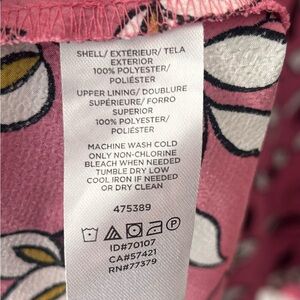 SHELL/ EXTÉRIEUR/ TELA
EXTERIOR
100% POLYESTER/
POLIÉSTER
UPPER LINING/ DOUBLURE
SUPÉRIEURE/ FORRO
SUPERIOR
100% POLYESTER/
POLIÉSTER
MACHINE WASH COLD
ONLY NON-CHLORINE
BLEACH WHEN NEEDED
TUMBLE DRY LOW
COOL IRON IF NEEDED
OR DRY CLEAN
475389
P
ID#70107
CA#57421
RN#77379